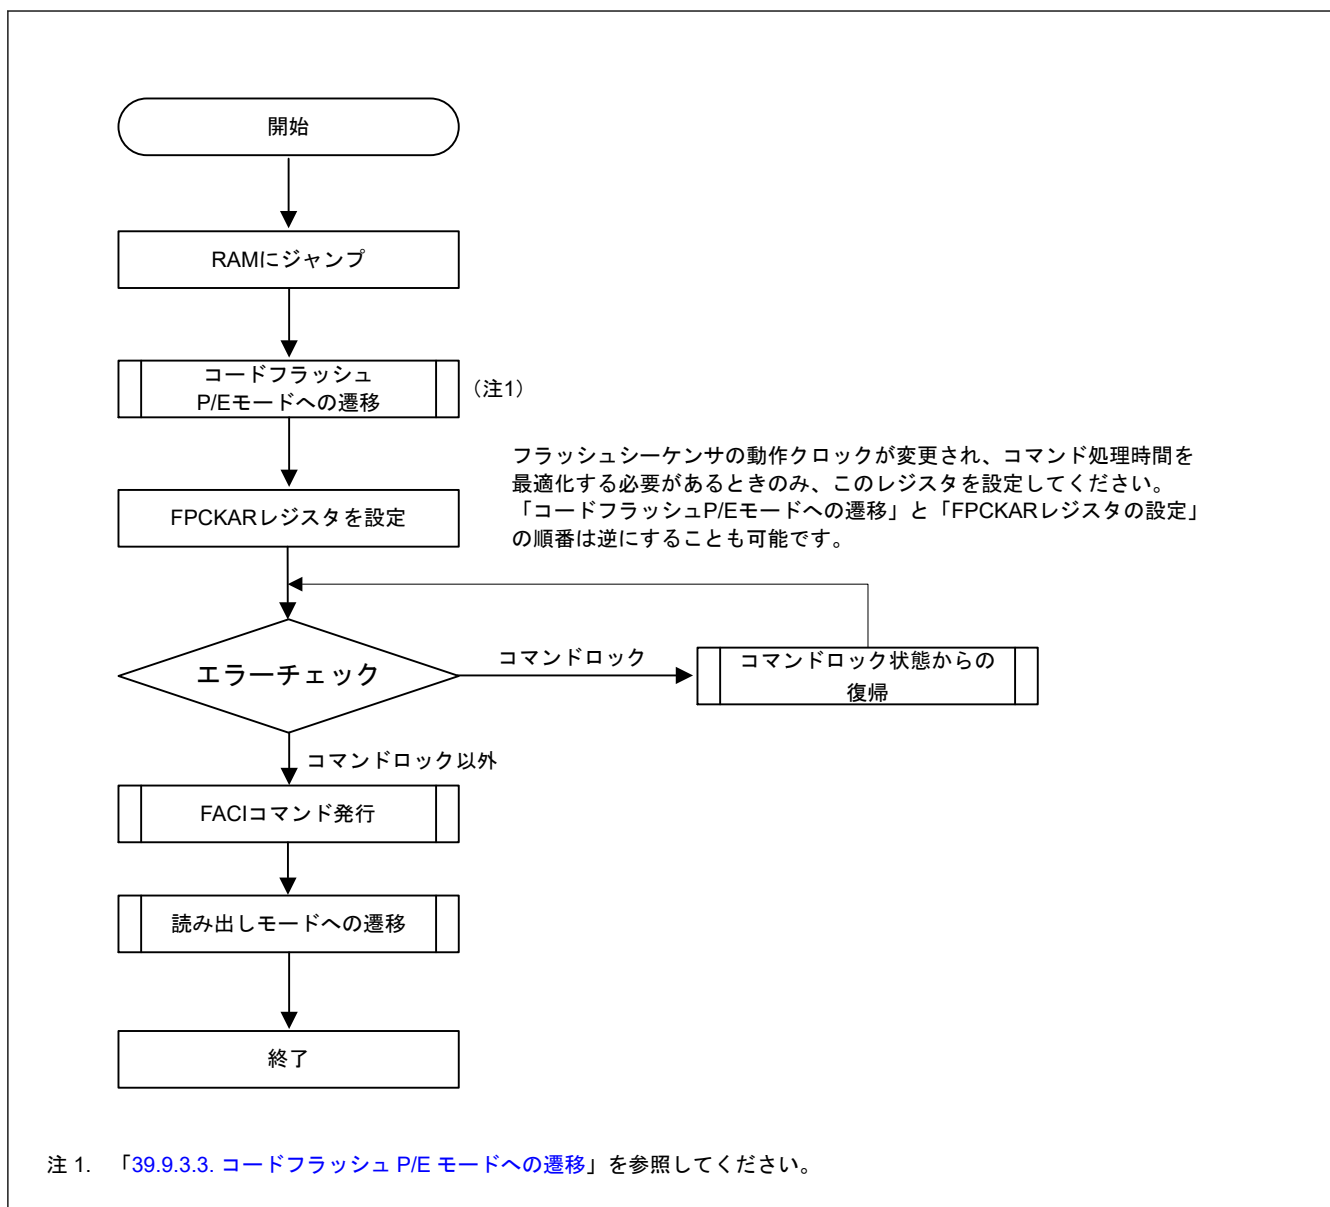 開始
RAMにジャンプ
コードフラッシュ
P/Eモードへの遷移
(注1)
フラッシュシーケンサの動作クロックが変更され、コマンド処理時間を
最適化する必要があるときのみ、このレジスタを設定してください。
「コードフラッシュP/Eモードへの遷移」と「FPCKARレジスタの設定」
の順番は逆にすることも可能です。
FPCKARレジスタを設定
エラーチェック
コマンドロック
コマンドロック状態からの
復帰
コマンドロック以外
FACIコマンド発行
読み出しモードへの遷移
終了
注 1. 「39.9.3.3. コードフラッシュ P/E モードへの遷移」を参照してください。